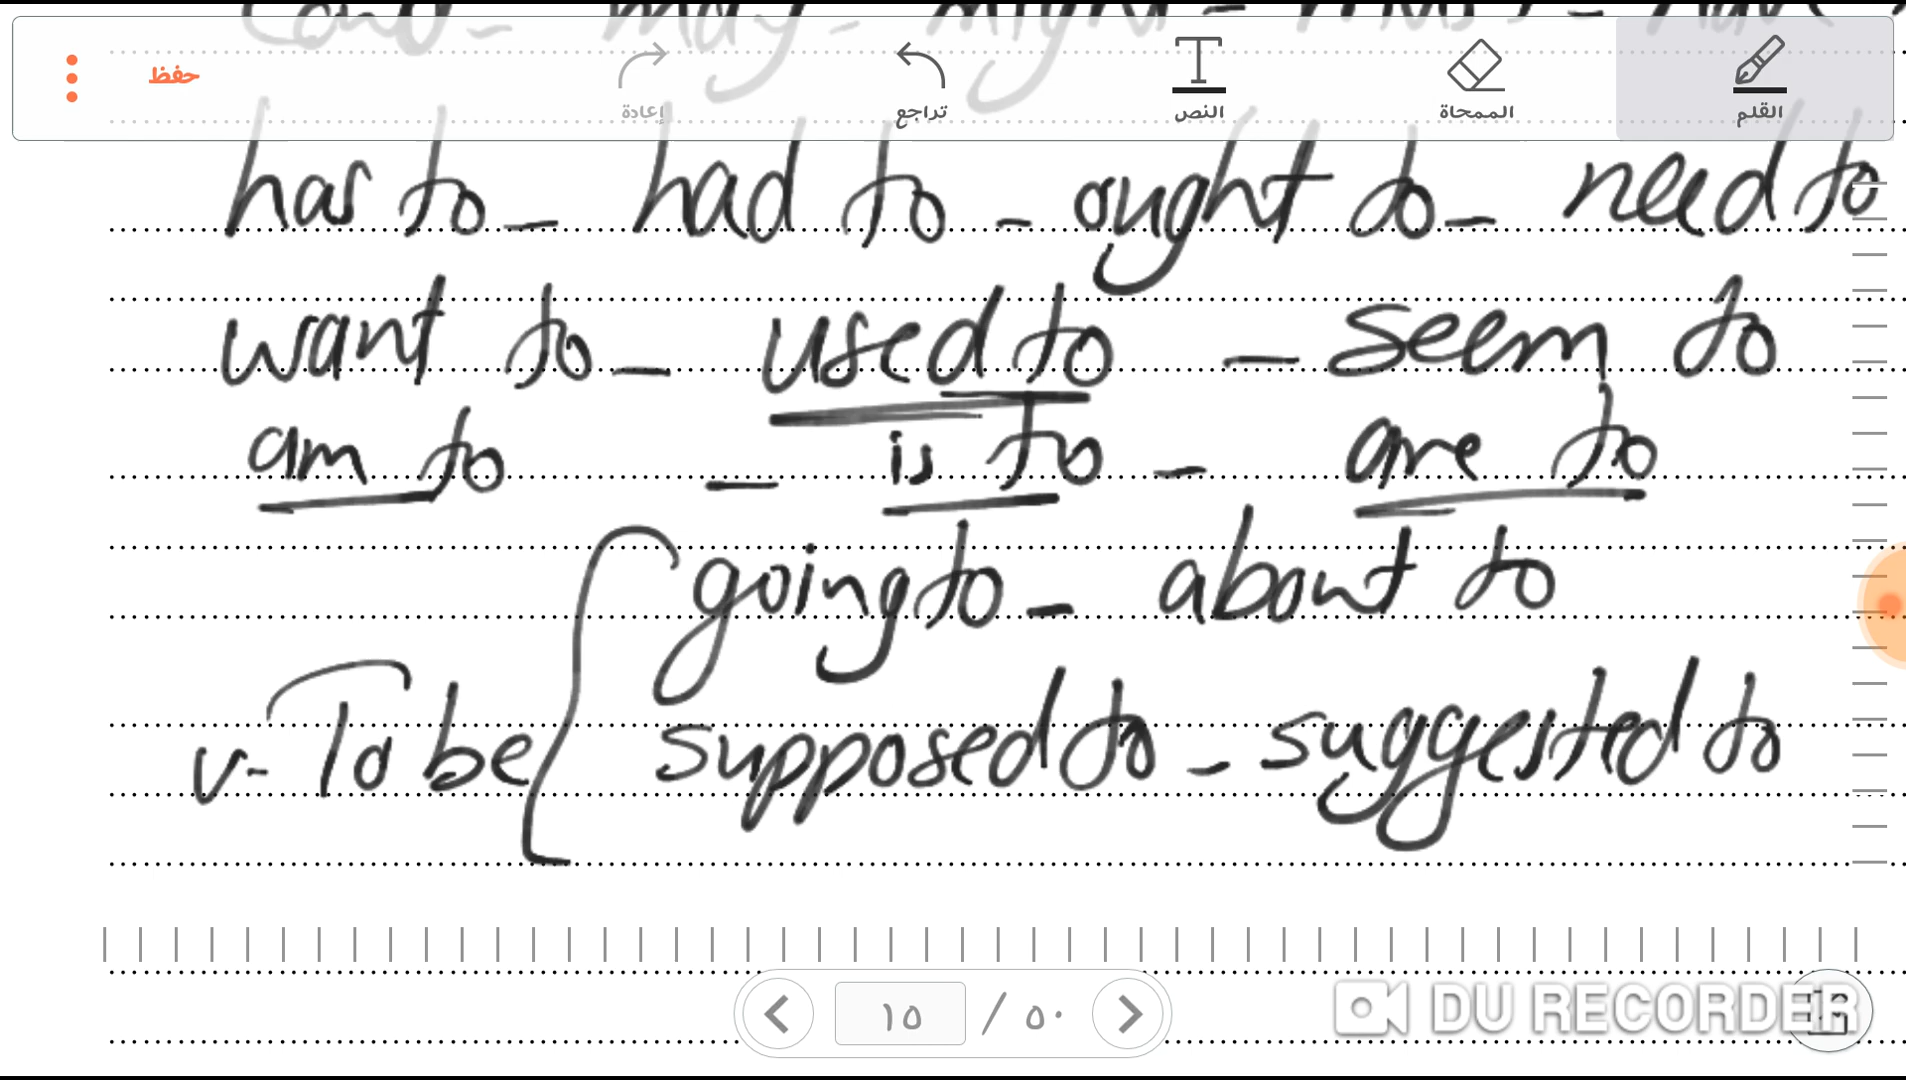 may - might -
حفظ إعادة تراجع النص الممحاة القلم
has to - had to - ought to - need to
want to - used to - seem to
am to - is to - are to
going to - about to
v. To be supposed to - suggested to
١٥ / ٥٠
DU RECORDER